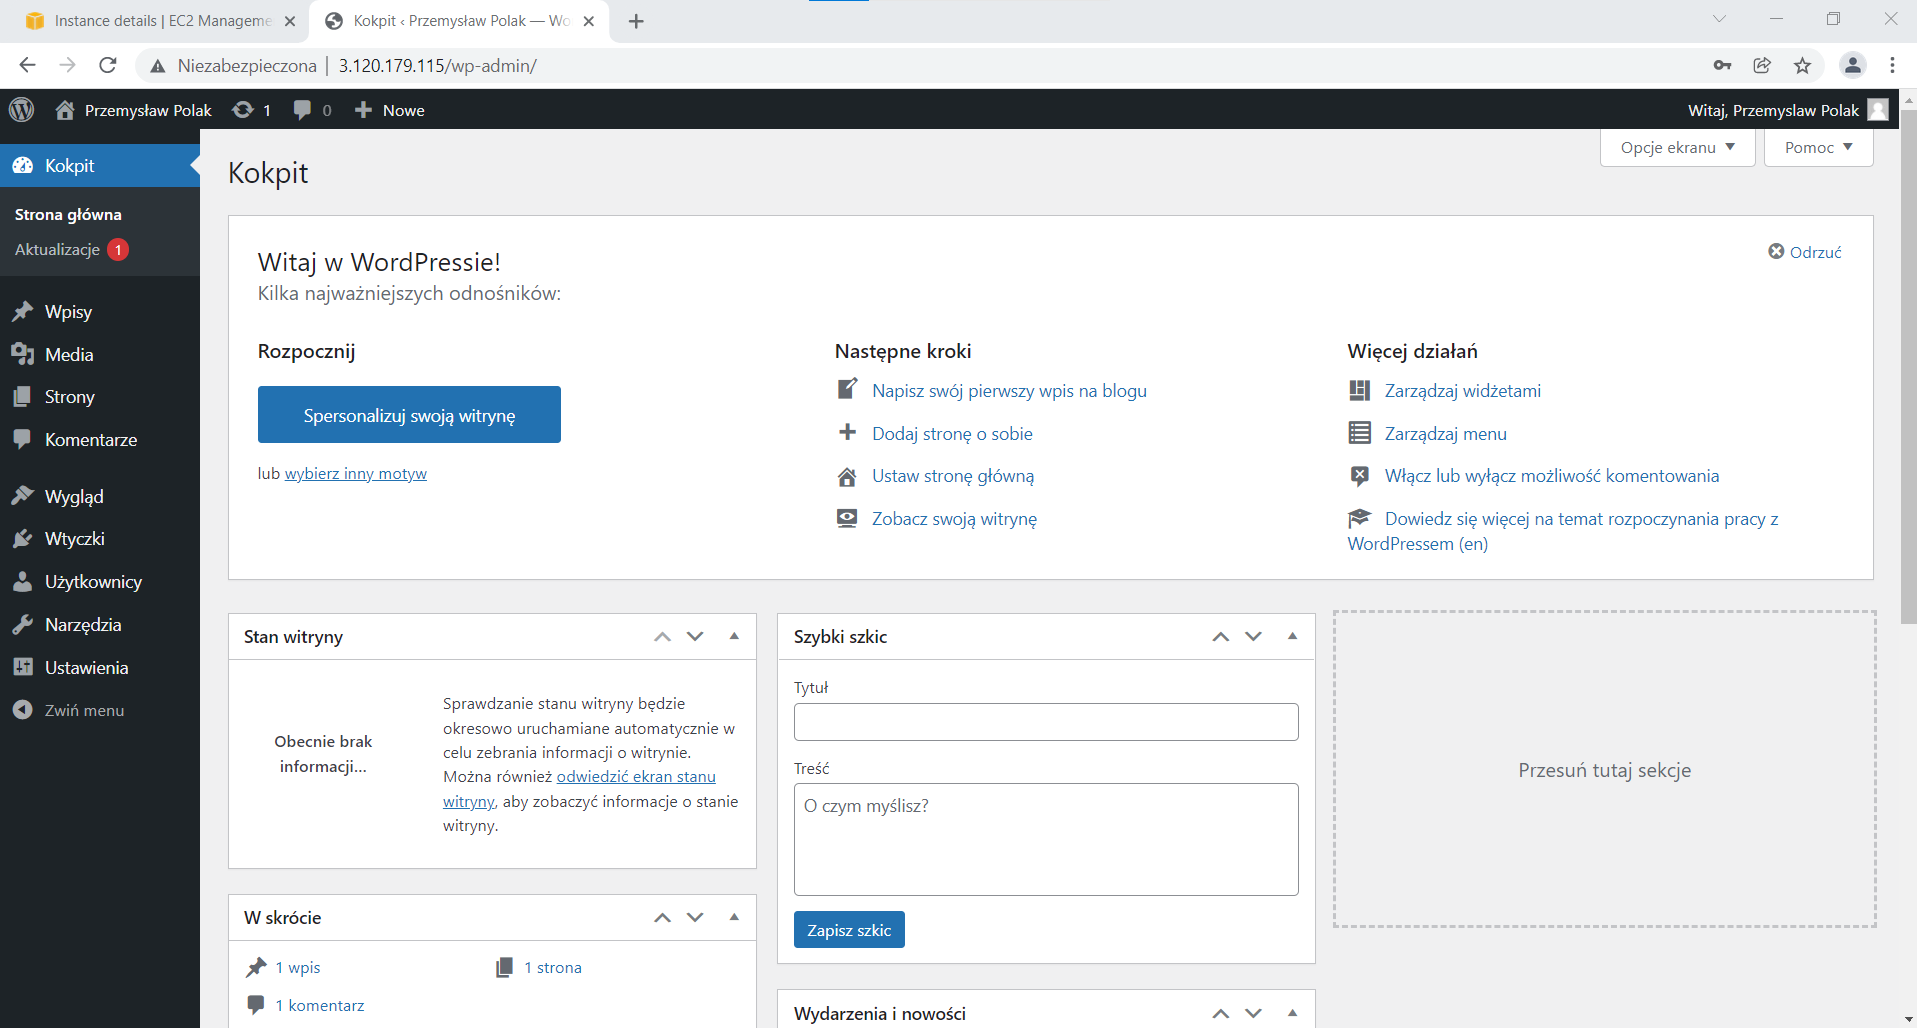 Instance details | EC2 Manageme
Kokpit ‹ Przemysław Polak — Wo
Niezabezpieczona | 3.120.179.115/wp-admin/
Przemysław Polak 1 0 Nowe
Witaj, Przemyslaw Polak
Kokpit
Strona główna
Aktualizacje 1
Wpisy
Media
Strony
Komentarze
Wygląd
Wtyczki
Użytkownicy
Narzędzia
Ustawienia
Zwiń menu
Opcje ekranu
Pomoc
Kokpit
Witaj w WordPressie!
Kilka najważniejszych odnośników:
Odrzuć
Rozpocznij
Spersonalizuj swoją witrynę
lub wybierz inny motyw
Następne kroki
Napisz swój pierwszy wpis na blogu
Dodaj stronę o sobie
Ustaw stronę główną
Zobacz swoją witrynę
Więcej działań
Zarządzaj widżetami
Zarządzaj menu
Włącz lub wyłącz możliwość komentowania
Dowiedz się więcej na temat rozpoczynania pracy z
WordPressem (en)
Stan witryny
Obecnie brak
informacji...
Sprawdzanie stanu witryny będzie
okresowo uruchamiane automatycznie w
celu zebrania informacji o witrynie.
Można również odwiedzić ekran stanu
witryny, aby zobaczyć informacje o stanie
witryny.
W skrócie
1 wpis
1 strona
1 komentarz
Szybki szkic
Tytuł
Treść
O czym myślisz?
Zapisz szkic
Wydarzenia i nowości
Przesuń tutaj sekcje